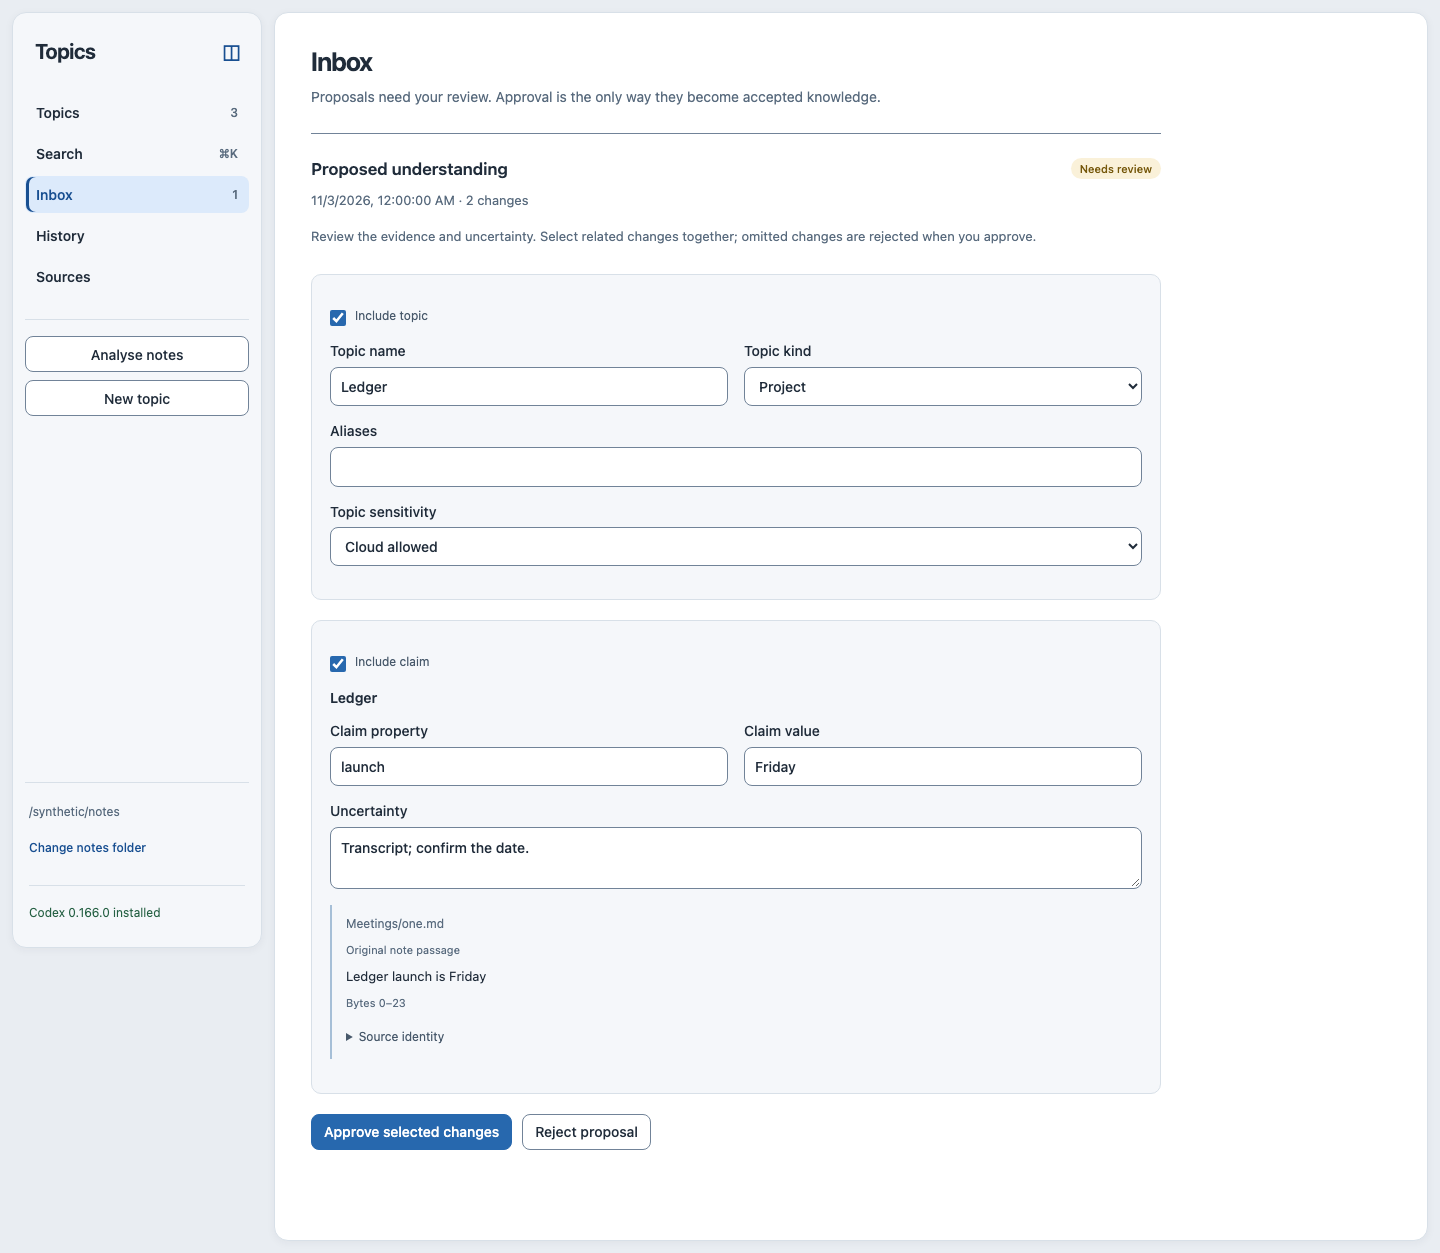 Topics
Topics 3
Search ⌘K
Inbox 1
History
Sources
Analyse notes
New topic
/synthetic/notes
Change notes folder
Codex 0.166.0 installed
Inbox
Proposals need your review. Approval is the only way they become accepted knowledge.
Proposed understanding
Needs review
11/3/2026, 12:00:00 AM · 2 changes
Review the evidence and uncertainty. Select related changes together; omitted changes are rejected when you approve.
Include topic
Topic name
Ledger
Topic kind
Project
Aliases
Topic sensitivity
Cloud allowed
Include claim
Ledger
Claim property
launch
Claim value
Friday
Uncertainty
Transcript; confirm the date.
Meetings/one.md
Original note passage
Ledger launch is Friday
Bytes 0–23
Source identity
Approve selected changes
Reject proposal